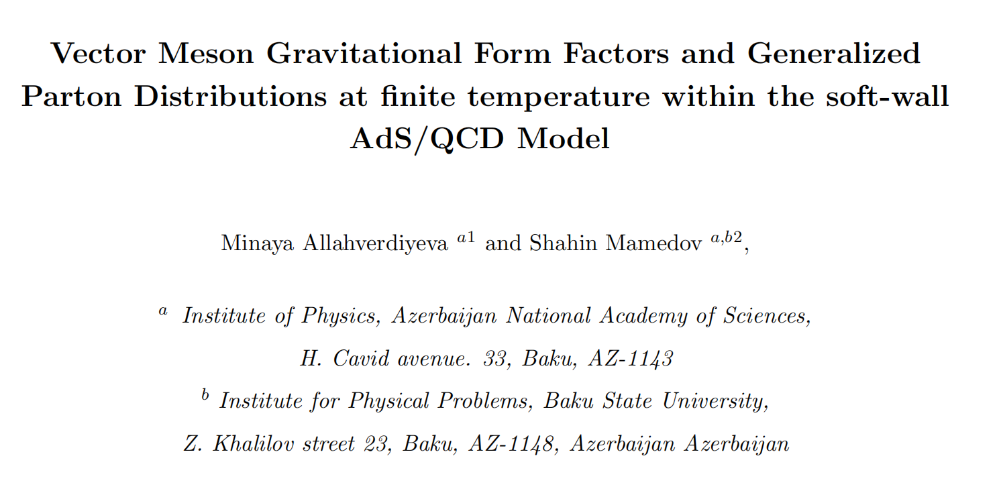 Vector Meson Gravitational Form Factors and Generalized
Parton Distributions at finite temperature within the soft-wall
AdS/QCD Model
Minaya Allahverdiyeva a1 and Shahin Mamedov a,b2,
a Institute of Physics, Azerbaijan National Academy of Sciences,
H. Cavid avenue. 33, Baku, AZ-1143
b Institute for Physical Problems, Baku State University,
Z. Khalilov street 23, Baku, AZ-1148, Azerbaijan Azerbaijan